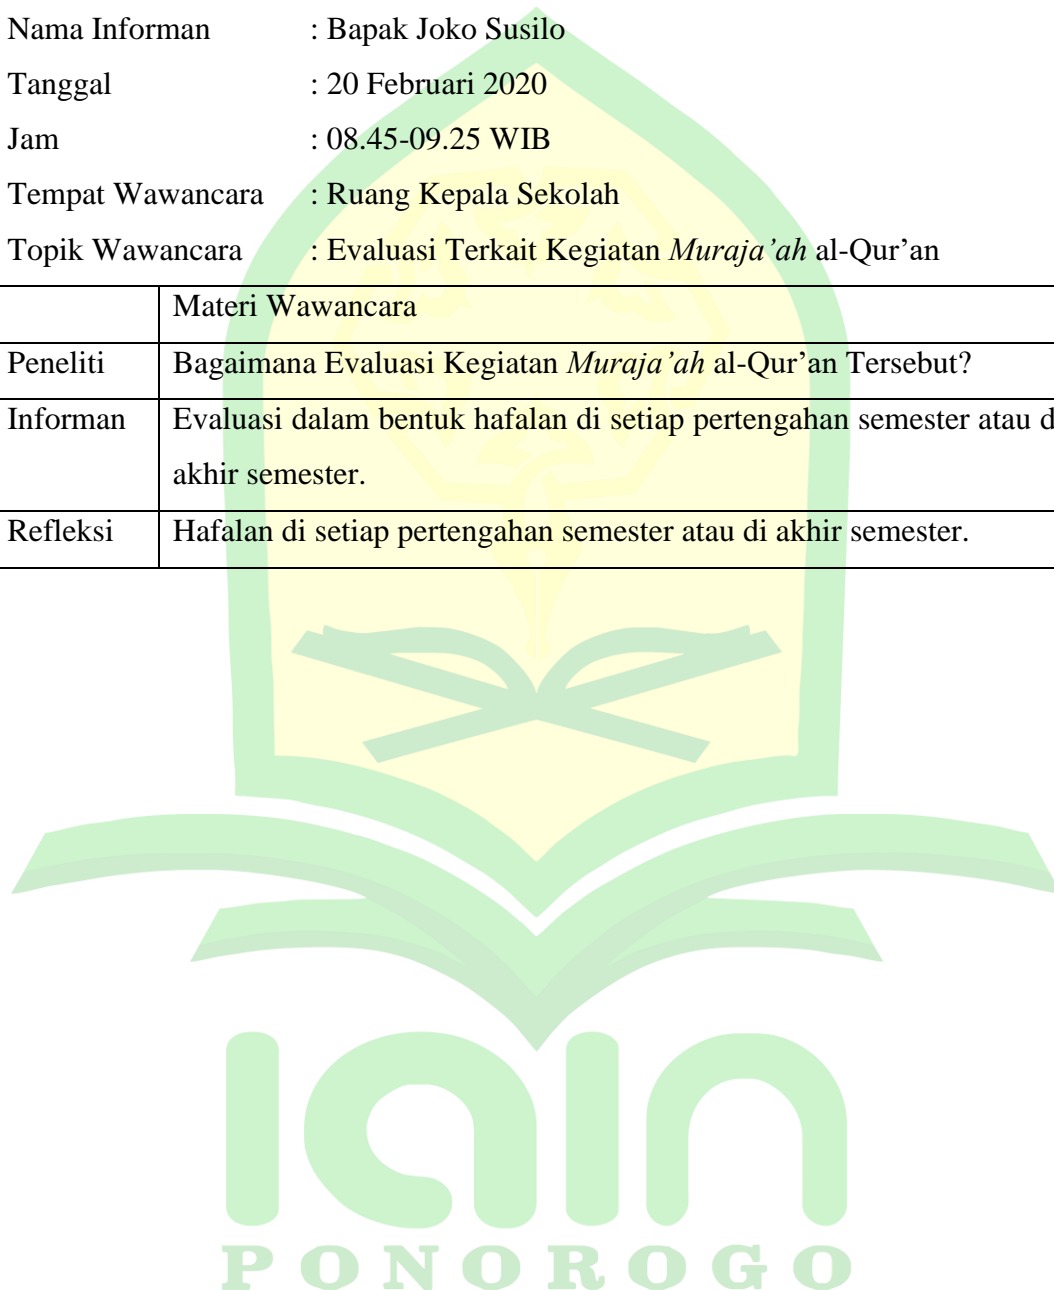 Nama Informan : Bapak Joko Susilo
Tanggal : 20 Februari 2020
Jam : 08.45-09.25 WIB
Tempat Wawancara : Ruang Kepala Sekolah
Topik Wawancara : Evaluasi Terkait Kegiatan Muraja’ah al-Qur’an
Materi Wawancara
Peneliti Bagaimana Evaluasi Kegiatan Muraja’ah al-Qur’an Tersebut?
Informan Evaluasi dalam bentuk hafalan di setiap pertengahan semester atau d
akhir semester.
Refleksi Hafalan di setiap pertengahan semester atau di akhir semester.
iain
PONOROGO